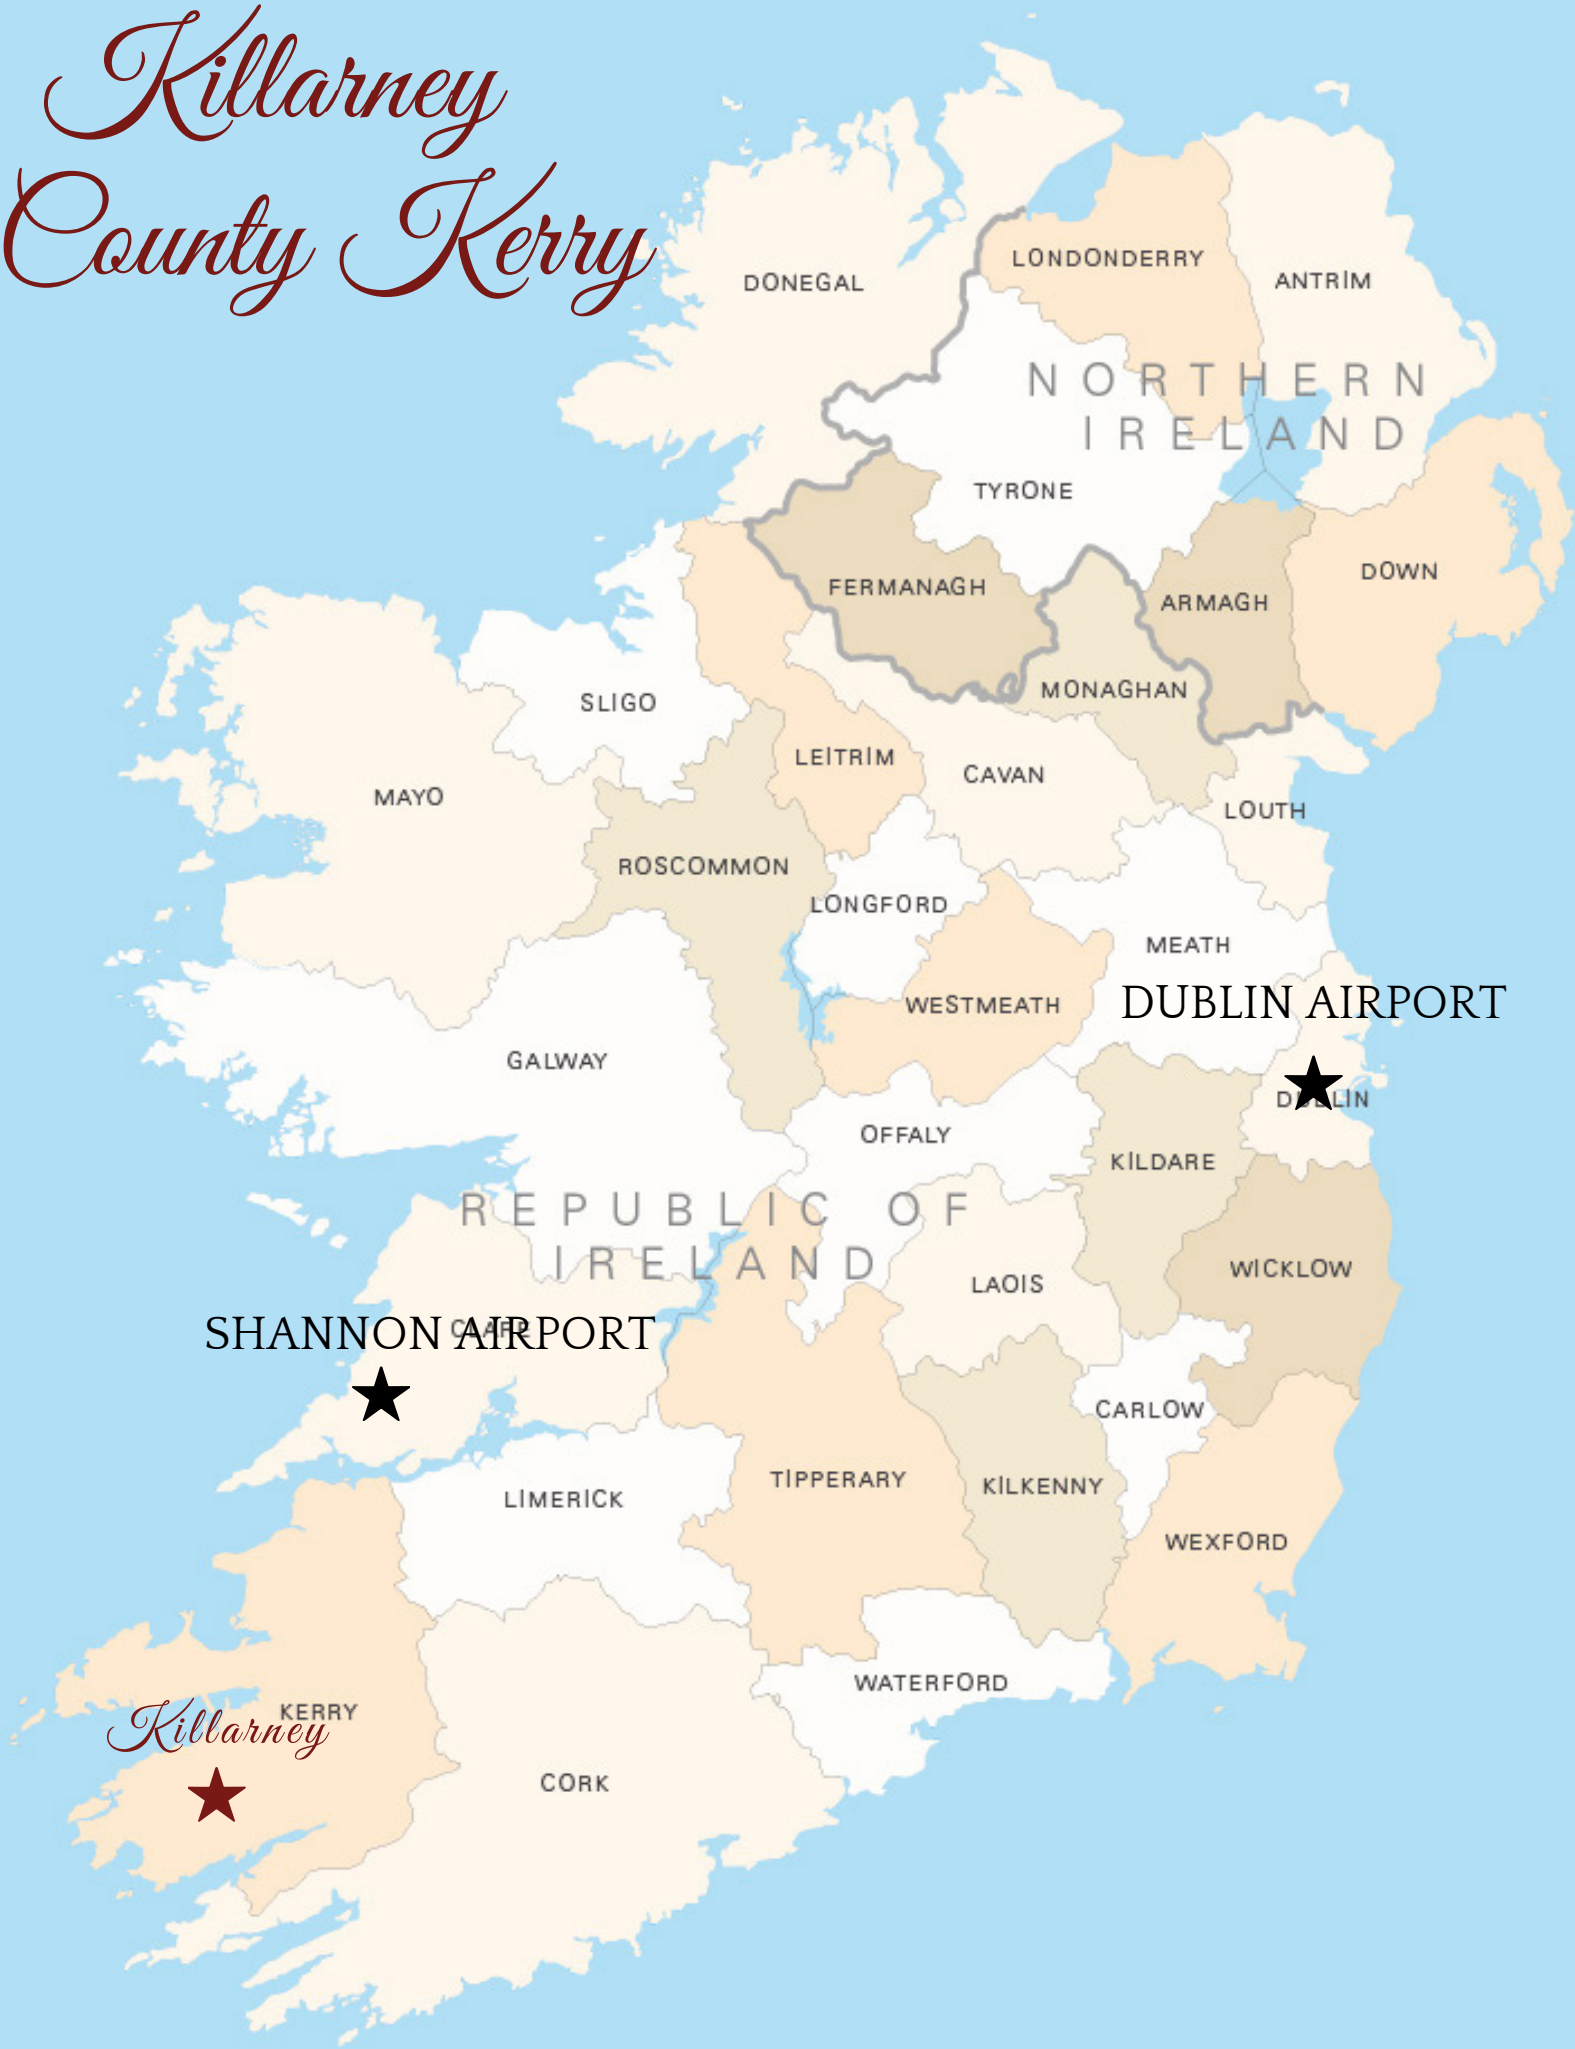 Killarney
County Kerry
LONDONDERRY
DONEGAL
ANTRIM
NORTHERN
IRELAND
TYRONE
DOWN
FERMANAGH
ARMAGH
MONAGHAN
SLIGO
LEITRIM
CAVAN
MAYO
LOUTH
ROSCOMMON
LONGFORD
MEATH
DUBLIN AIRPORT
WESTMEATH
GALWAY
DUBLIN
OFFALY
KILDARE
REPUBLIC OF
IRELAND
WICKLOW
LAOIS
CLARE
SHANNON AIRPORT
CARLOW
TIPPERARY
KILKENNY
LIMERICK
WEXFORD
WATERFORD
KERRY
Killarney
CORK